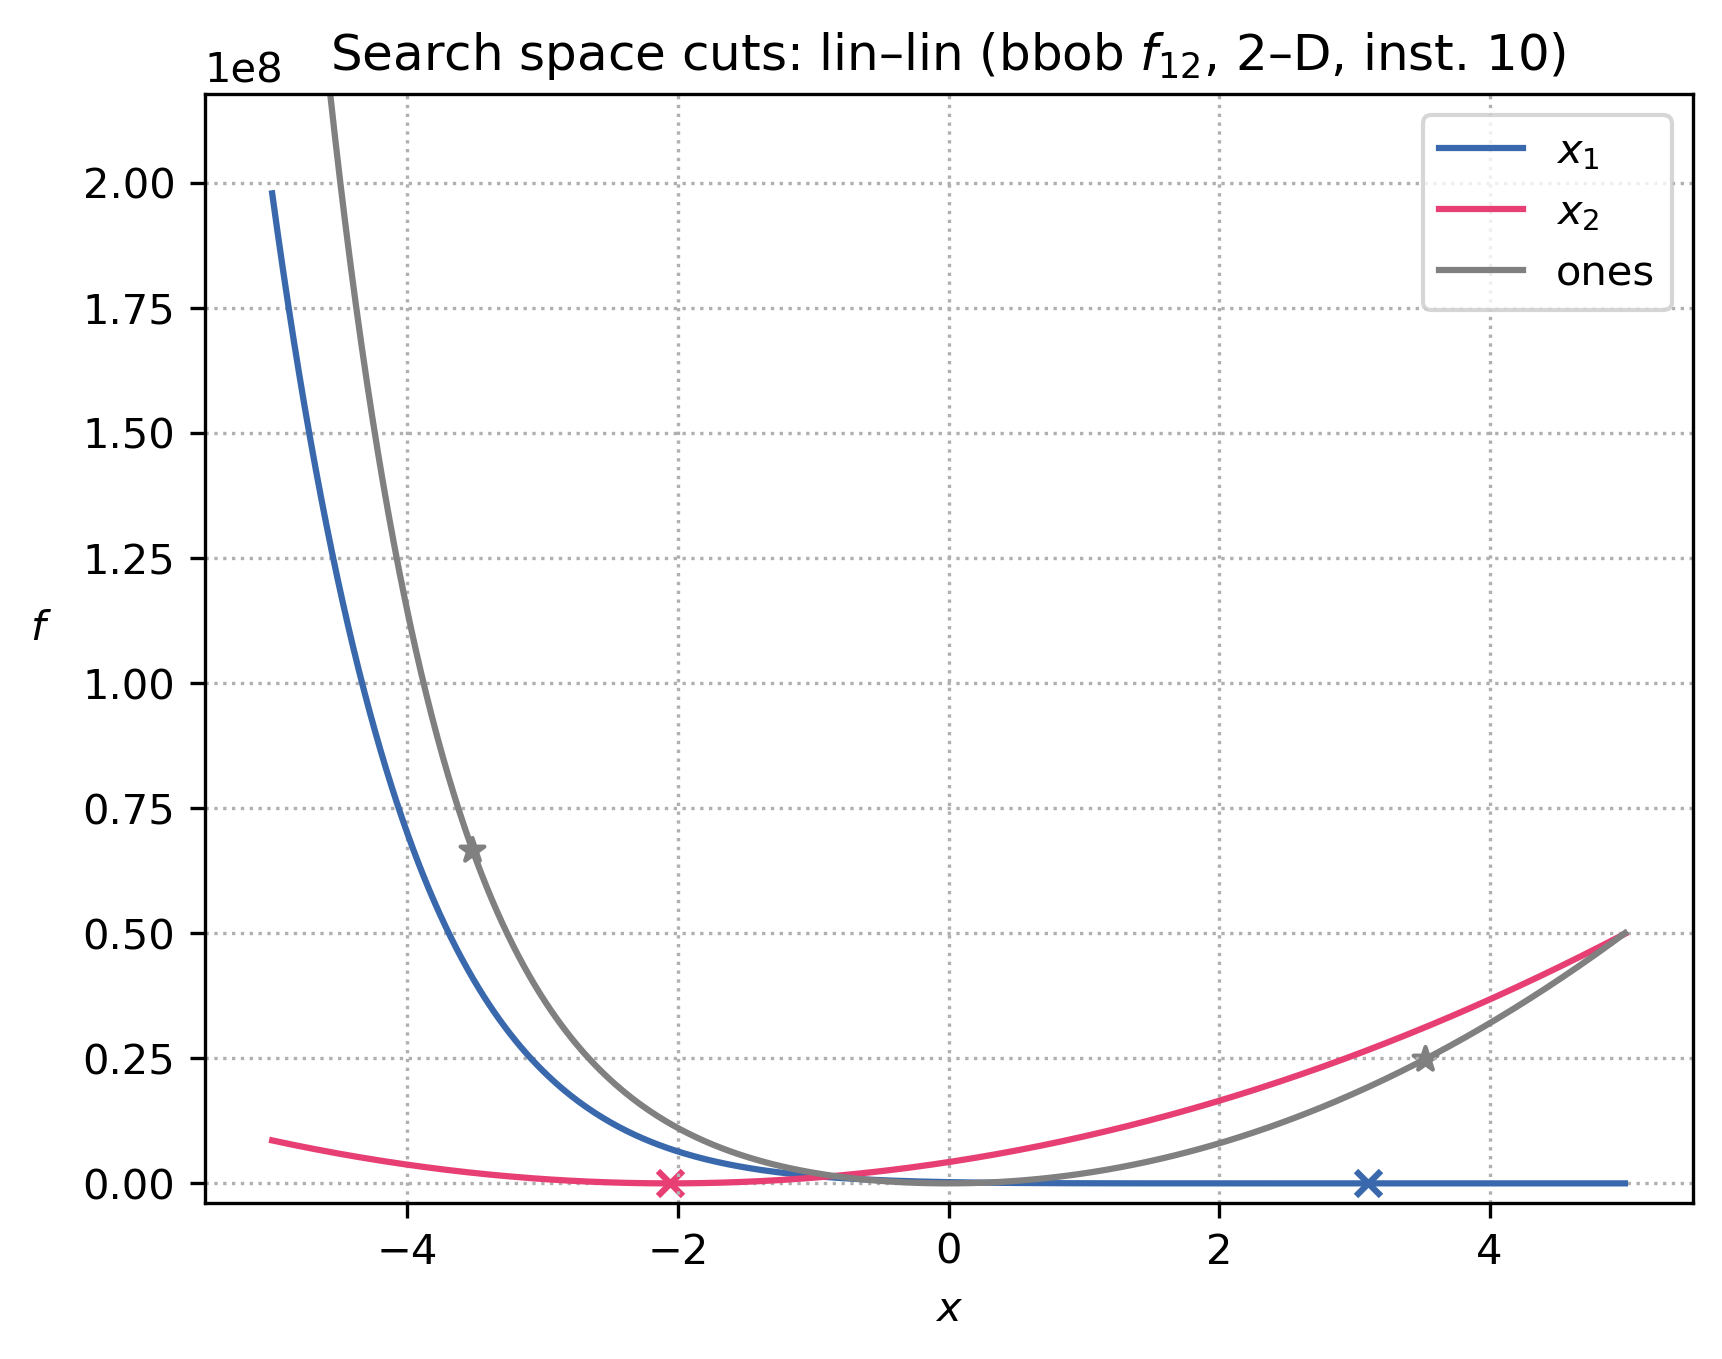 Search space cuts: lin–lin (bbob f₁₂, 2–D, inst. 10)
1e8
x₁
x₂
ones
2.00
1.75
1.50
1.25
1.00
0.75
0.50
0.25
0.00
f
−4 −2 0 2 4
x